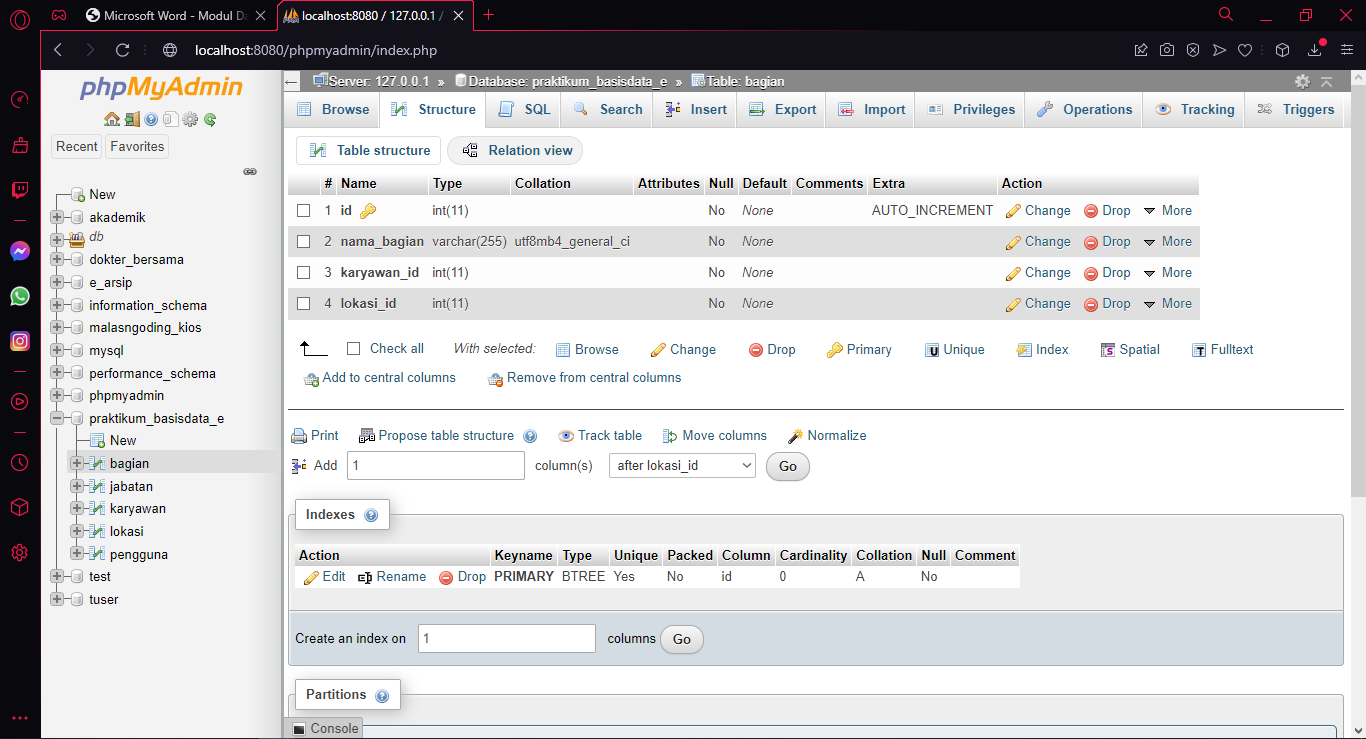 Microsoft Word - Modul Da
localhost:8080 / 127.0.0.1 /
localhost:8080/phpmyadmin/index.php
phpMyAdmin
Recent
Favorites
New
akademik
db
dokter_bersama
e_arsip
information_schema
malasngoding_kios
mysql
performance_schema
phpmyadmin
praktikum_basisdata_e
New
bagian
jabatan
karyawan
lokasi
pengguna
test
tuser
Server: 127.0.0.1 » Database: praktikum_basisdata_e » Table: bagian
Browse Structure SQL Search Insert Export Import Privileges Operations Tracking Triggers
Table structure Relation view
# Name Type Collation Attributes Null Default Comments Extra Action
1 id int(11) No None AUTO_INCREMENT Change Drop More
2 nama_bagian varchar(255) utf8mb4_general_ci No None Change Drop More
3 karyawan_id int(11) No None Change Drop More
4 lokasi_id int(11) No None Change Drop More
Check all With selected: Browse Change Drop Primary Unique Index Spatial Fulltext
Add to central columns Remove from central columns
Print Propose table structure Track table Move columns Normalize
Add 1 column(s) after lokasi_id Go
Indexes
Action Keyname Type Unique Packed Column Cardinality Collation Null Comment
Edit Rename Drop PRIMARY BTREE Yes No id 0 A No
Create an index on 1 columns Go
Partitions
Console